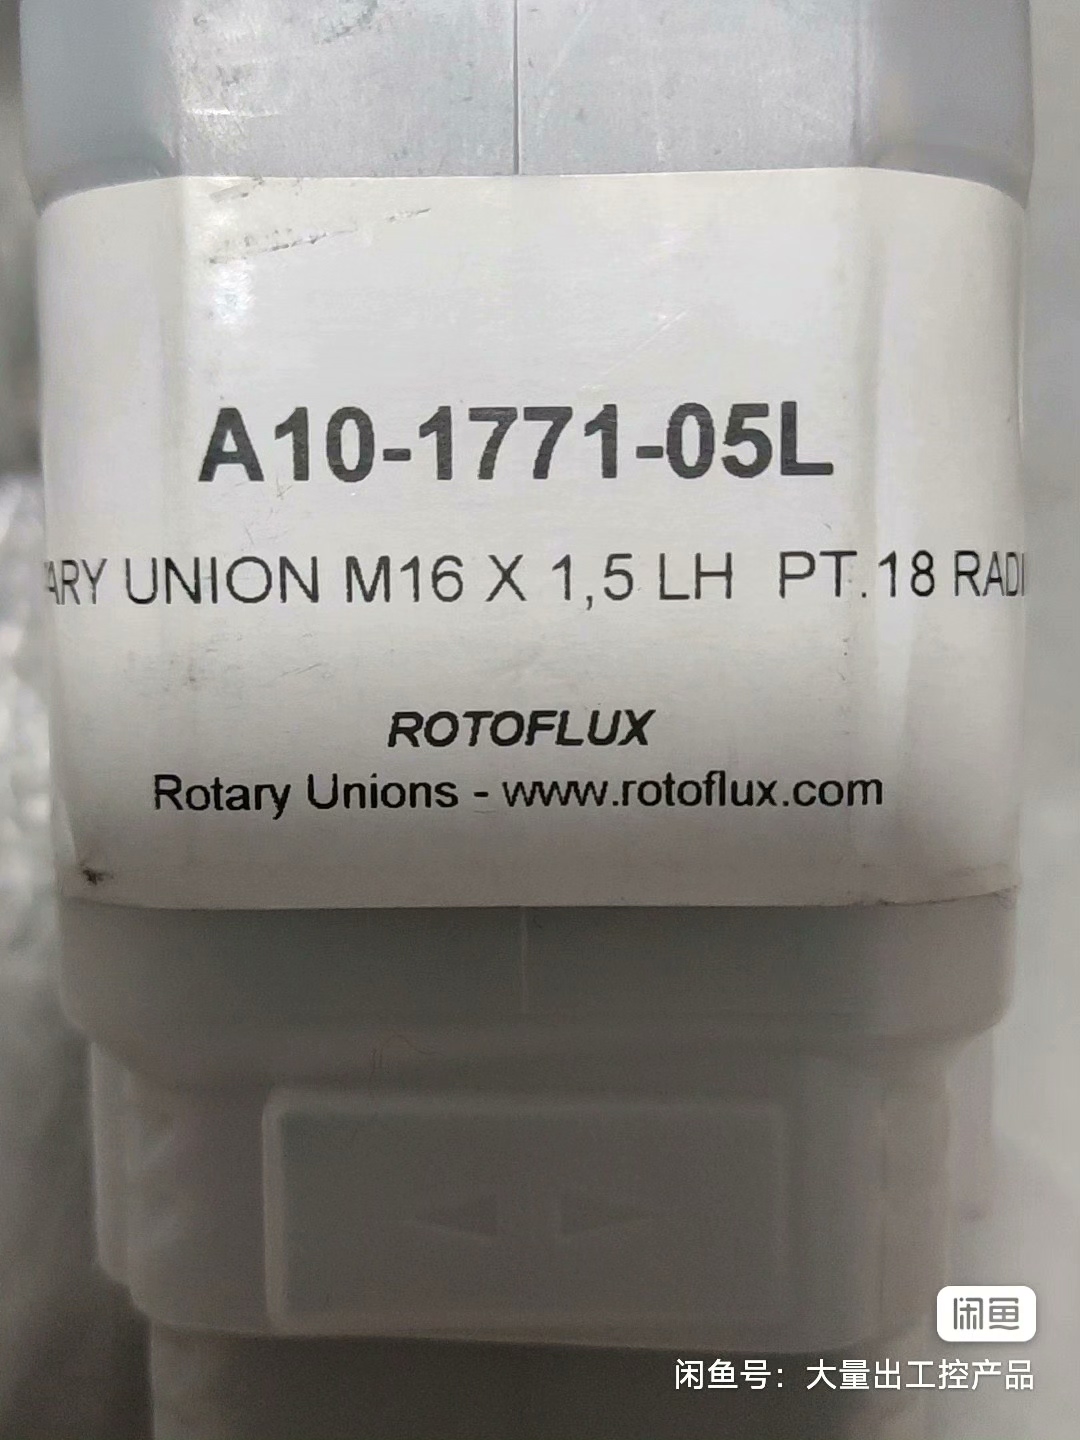 A10-1771-05L
ARY UNION M16 X 1,5 LH PT.18 RADI
ROTOFLUX
Rotary Unions - www.rotoflux.com
闲鱼
闲鱼号：大量出工控产品